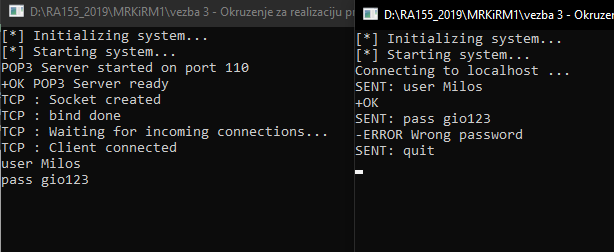 D:\RA155_2019\MRKiRM1\vezba 3 - Okruzenje za realizaciju pr
[*] Initializing system...
[*] Starting system...
POP3 Server started on port 110
+OK POP3 Server ready
TCP : Socket created
TCP : bind done
TCP : Waiting for incoming connections...
TCP : Client connected
user Milos
pass gio123
D:\RA155_2019\MRKiRM1\vezba 3 - Okruzenj
[*] Initializing system...
[*] Starting system...
Connecting to localhost ...
SENT: user Milos
+OK
SENT: pass gio123
-ERROR Wrong password
SENT: quit